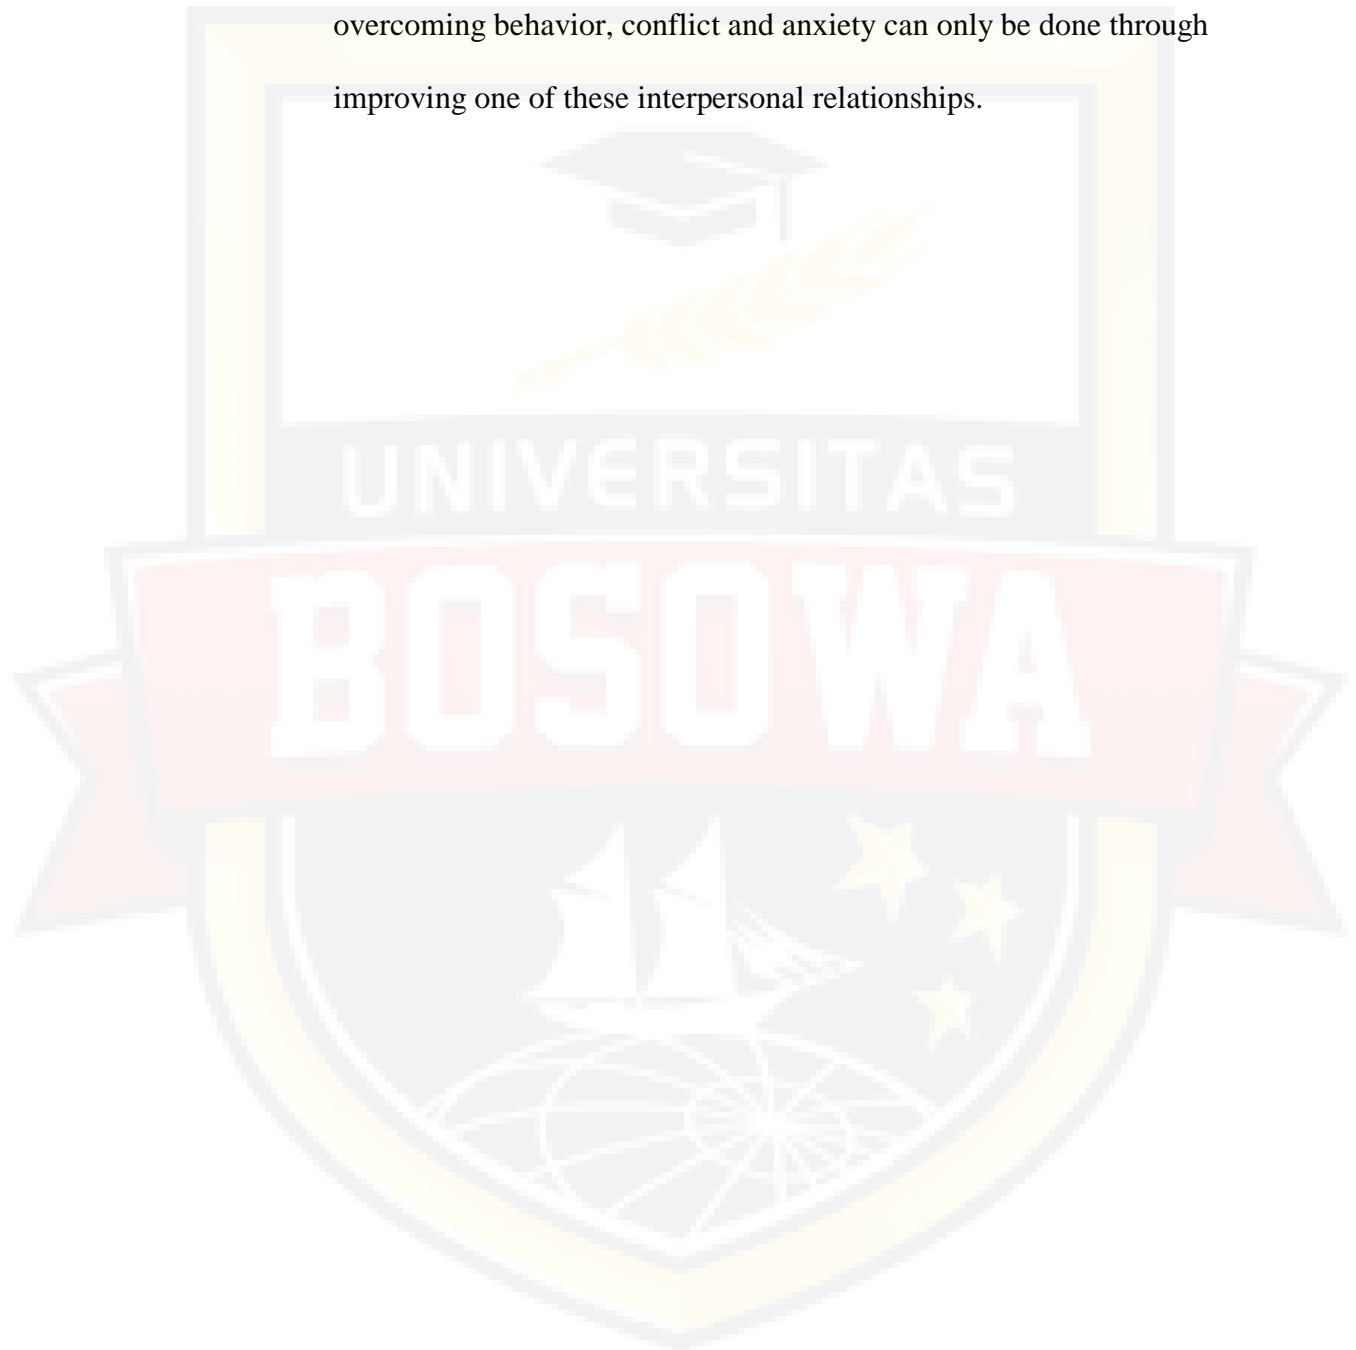 overcoming behavior, conflict and anxiety can only be done through
improving one of these interpersonal relationships.
UNIVERSITAS
BOSOWA